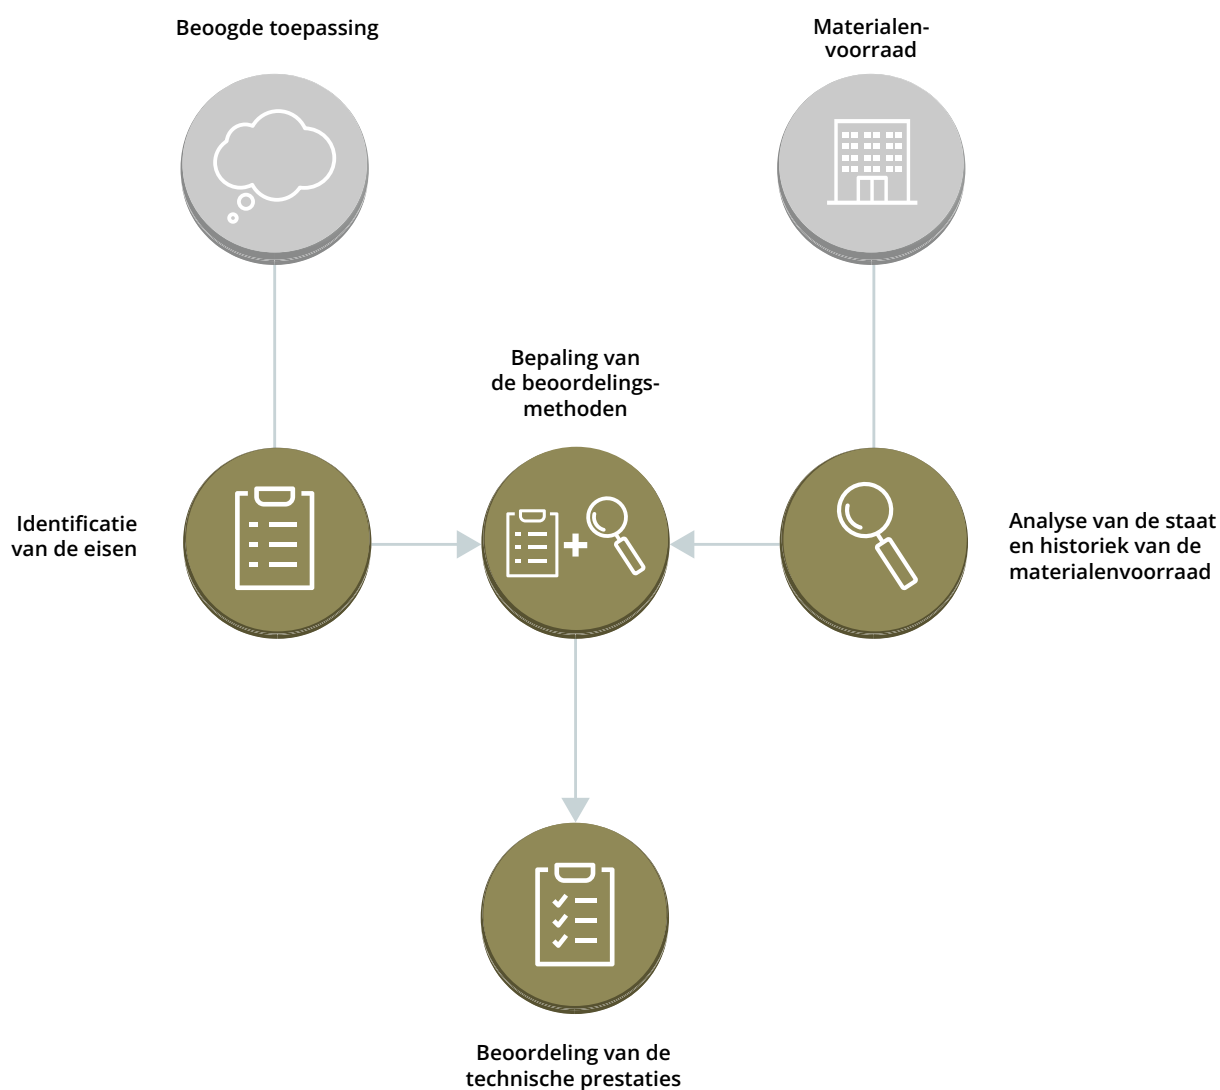 Beoogde toepassing
Materialen-
voorraad
Bepaling van
de beoordelings-
methoden
Identificatie
van de eisen
Analyse van de staat
en historiek van de
materialenvoorraad
Beoordeling van de
technische prestaties